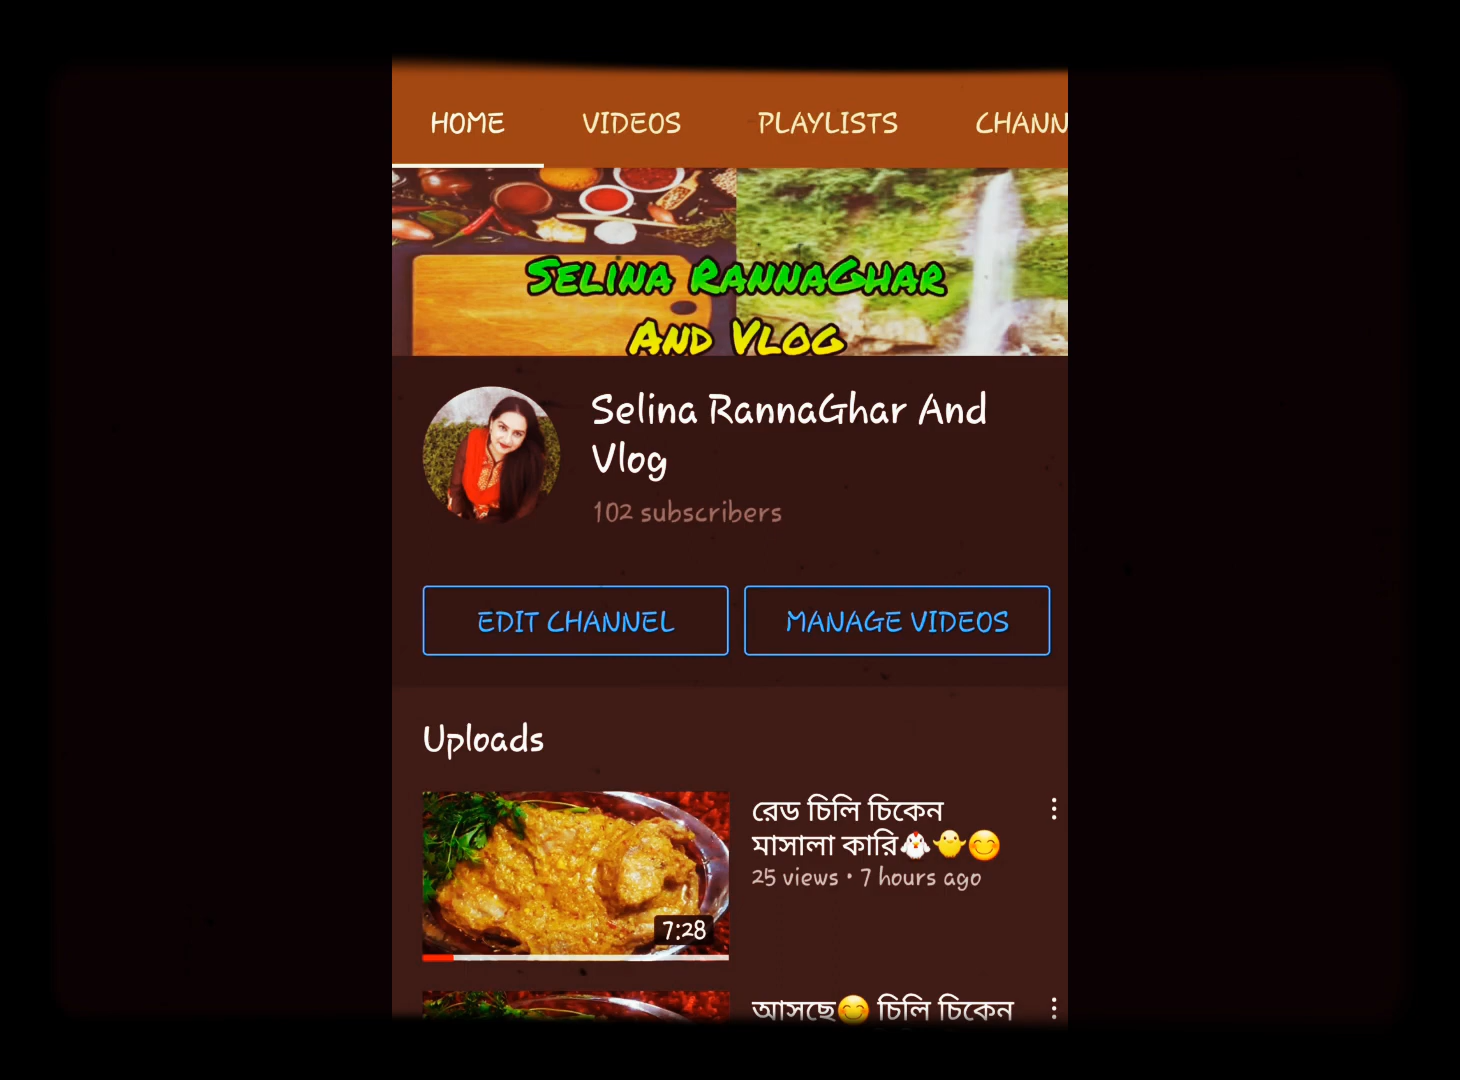 HOME VIDEOS PLAYLISTS CHANN
SELINA RANNAGHAR
AND VLOG
Selina RannaGhar And
Vlog
102 subscribers
EDIT CHANNEL MANAGE VIDEOS
Uploads
রেড চিলি চিকেন
মাসালা কারি🐔🐥😊
25 views • 7 hours ago
7:28
আসছে😊 চিলি চিকেন